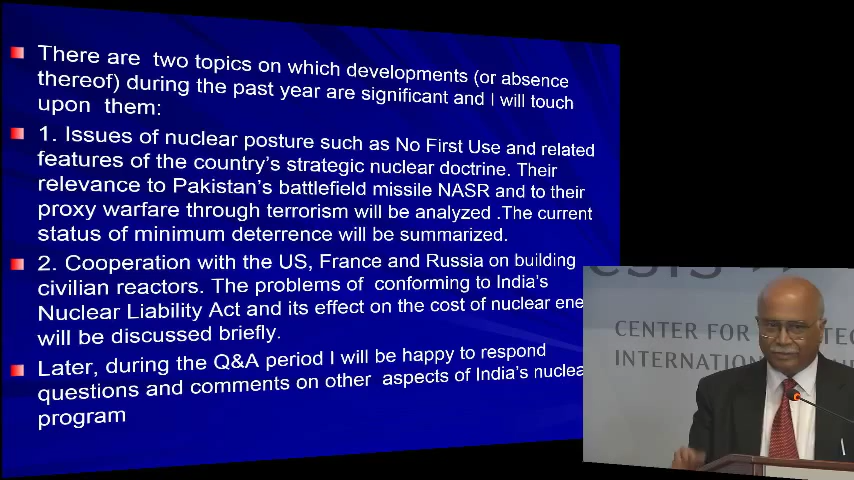 There are two topics on which developments (or absence
thereof) during the past year are significant and I will touch
upon them:
1. Issues of nuclear posture such as No First Use and related
features of the country's strategic nuclear doctrine. Their
relevance to Pakistan's battlefield missile NASR and to their
proxy warfare through terrorism will be analyzed .The current
status of minimum deterrence will be summarized.
2. Cooperation with the US, France and Russia on building
civilian reactors. The problems of conforming to India's
Nuclear Liability Act and its effect on the cost of nuclear
will be discussed briefly.
Later, during the Q&A period I will be happy to respond
questions and comments on other aspects of India's
program
CSIS
CENTER FOR